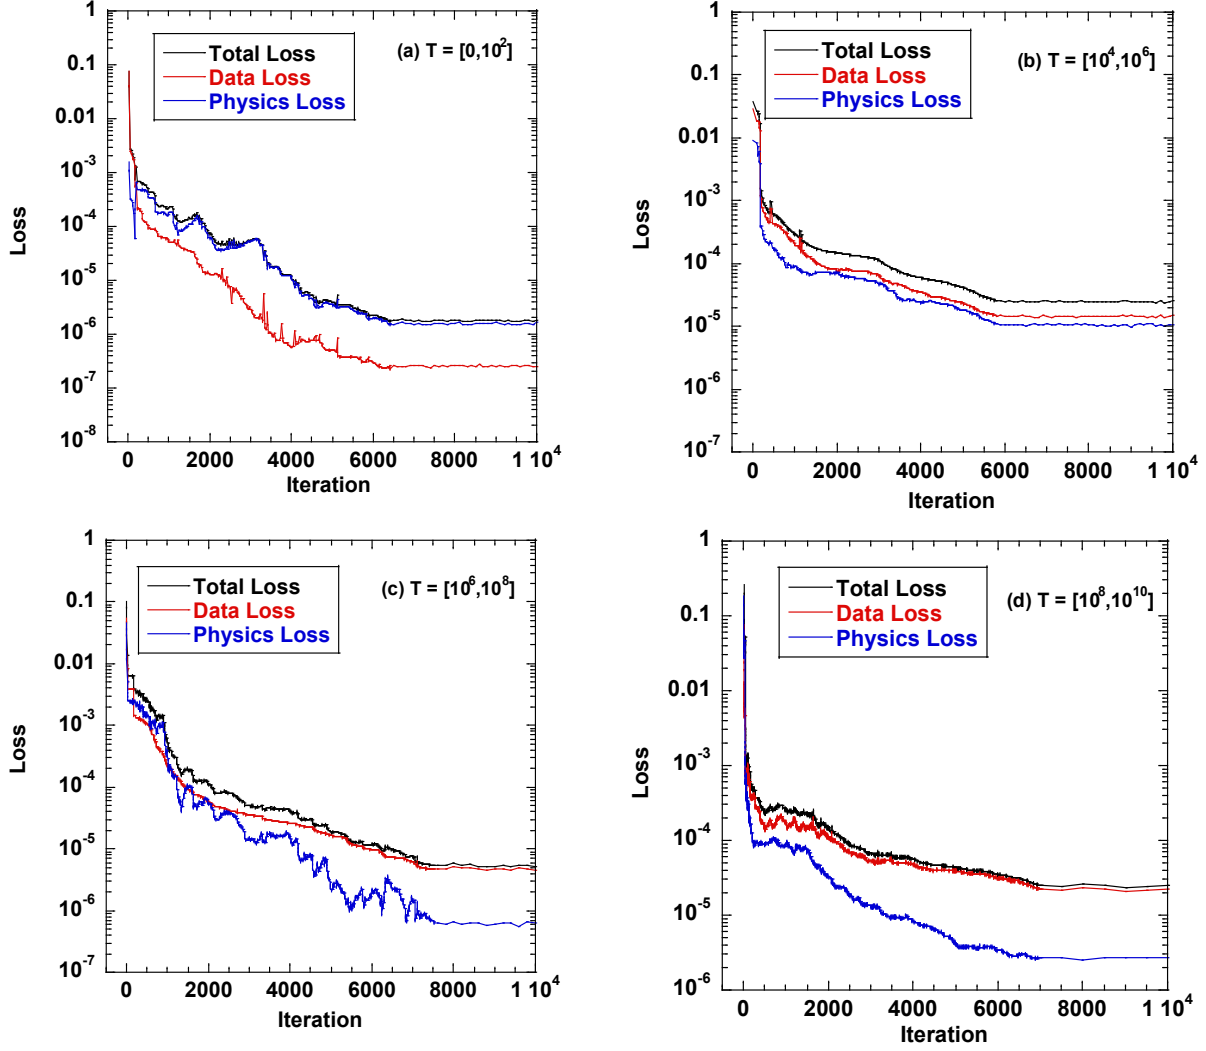 Total Loss
Data Loss
Physics Loss
(a) T = [0,10²]
1
0.1
0.01
10⁻³
10⁻⁴
10⁻⁵
10⁻⁶
10⁻⁷
10⁻⁸
Loss
0 2000 4000 6000 8000 1 10⁴
Iteration
Total Loss
Data Loss
Physics Loss
(b) T = [10⁴,10⁶]
1
0.1
0.01
10⁻³
10⁻⁴
10⁻⁵
10⁻⁶
10⁻⁷
Loss
0 2000 4000 6000 8000 1 10⁴
Iteration
Total Loss
Data Loss
Physics Loss
(c) T = [10⁶,10⁸]
1
0.1
0.01
10⁻³
10⁻⁴
10⁻⁵
10⁻⁶
10⁻⁷
Loss
0 2000 4000 6000 8000 1 10⁴
Iteration
Total Loss
Data Loss
Physics Loss
(d) T = [10⁸,10¹⁰]
1
0.1
0.01
10⁻³
10⁻⁴
10⁻⁵
10⁻⁶
Loss
0 2000 4000 6000 8000 1 10⁴
Iteration